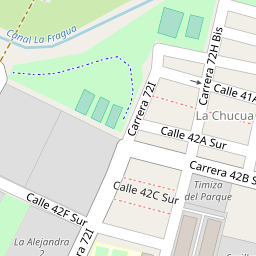 Canal La Fragua
Carrera 72H Bis
Calle 41A
La Chucua
Carrera 72I
Calle 42A Sur
Carrera 42B S
Timiza
del Parque
Calle 42C Sur
Calle 42F Sur
La Alejandra
2
72I